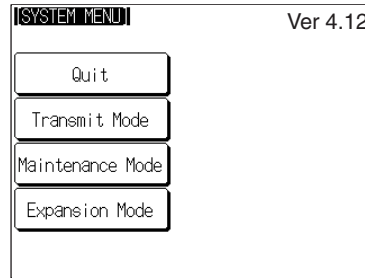 SYSTEM MENU
Ver 4.12
Quit
Transmit Mode
Maintenance Mode
Expansion Mode